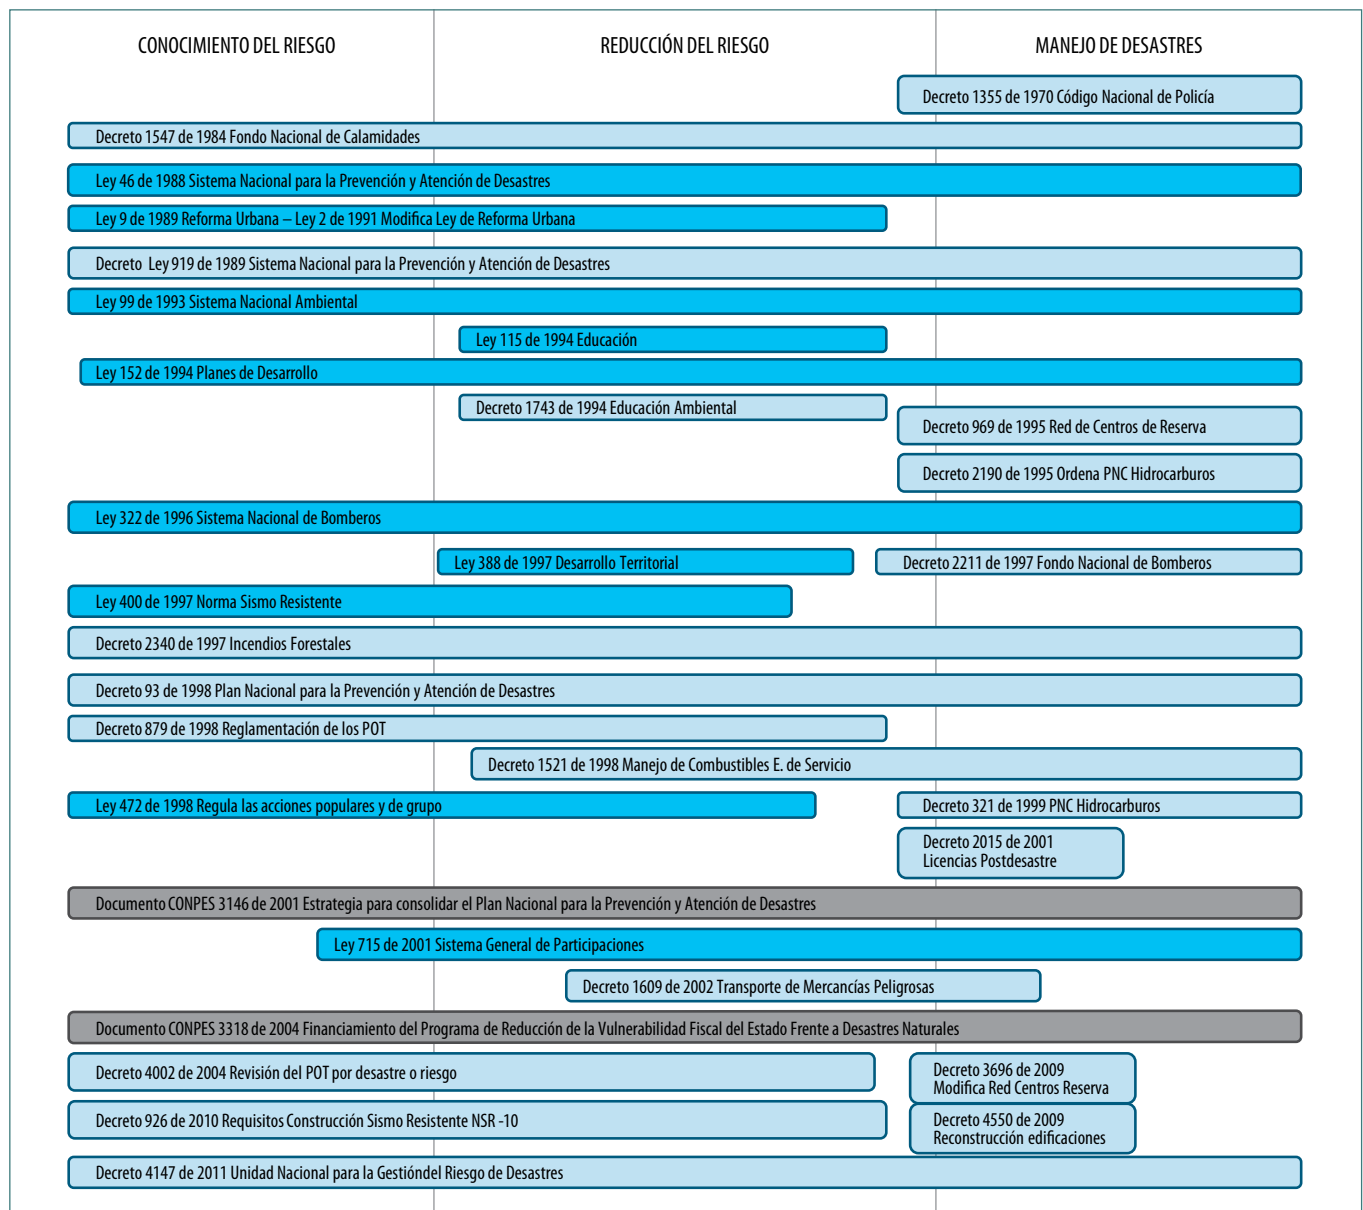 CONOCIMIENTO DEL RIESGO
REDUCCIÓN DEL RIESGO
MANEJO DE DESASTRES
Decreto 1355 de 1970 Código Nacional de Policía
Decreto 1547 de 1984 Fondo Nacional de Calamidades
Ley 46 de 1988 Sistema Nacional para la Prevención y Atención de Desastres
Ley 9 de 1989 Reforma Urbana – Ley 2 de 1991 Modifica Ley de Reforma Urbana
Decreto Ley 919 de 1989 Sistema Nacional para la Prevención y Atención de Desastres
Ley 99 de 1993 Sistema Nacional Ambiental
Ley 115 de 1994 Educación
Ley 152 de 1994 Planes de Desarrollo
Decreto 1743 de 1994 Educación Ambiental
Decreto 969 de 1995 Red de Centros de Reserva
Decreto 2190 de 1995 Ordena PNC Hidrocarburos
Ley 322 de 1996 Sistema Nacional de Bomberos
Ley 388 de 1997 Desarrollo Territorial
Decreto 2211 de 1997 Fondo Nacional de Bomberos
Ley 400 de 1997 Norma Sismo Resistente
Decreto 2340 de 1997 Incendios Forestales
Decreto 93 de 1998 Plan Nacional para la Prevención y Atención de Desastres
Decreto 879 de 1998 Reglamentación de los POT
Decreto 1521 de 1998 Manejo de Combustibles E. de Servicio
Ley 472 de 1998 Regula las acciones populares y de grupo
Decreto 321 de 1999 PNC Hidrocarburos
Decreto 2015 de 2001
Licencias Postdesastre
Documento CONPES 3146 de 2001 Estrategia para consolidar el Plan Nacional para la Prevención y Atención de Desastres
Ley 715 de 2001 Sistema General de Participaciones
Decreto 1609 de 2002 Transporte de Mercancías Peligrosas
Documento CONPES 3318 de 2004 Financiamiento del Programa de Reducción de la Vulnerabilidad Fiscal del Estado Frente a Desastres Naturales
Decreto 4002 de 2004 Revisión del POT por desastre o riesgo
Decreto 3696 de 2009
Modifica Red Centros Reserva
Decreto 926 de 2010 Requisitos Construcción Sismo Resistente NSR -10
Decreto 4550 de 2009
Reconstrucción edificaciones
Decreto 4147 de 2011 Unidad Nacional para la Gestióndel Riesgo de Desastres